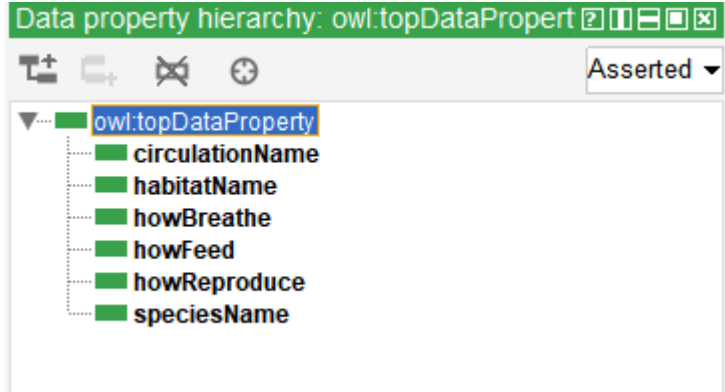 Data property hierarchy: owl:topDataPropert
Asserted
owl:topDataProperty
circulationName
habitatName
howBreathe
howFeed
howReproduce
speciesName